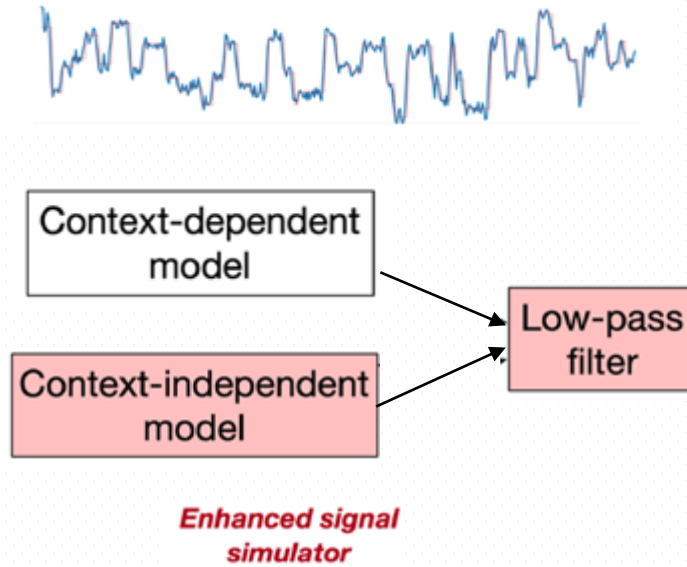 Context-dependent
model
Low-pass
filter
Context-independent
model
Enhanced signal
simulator